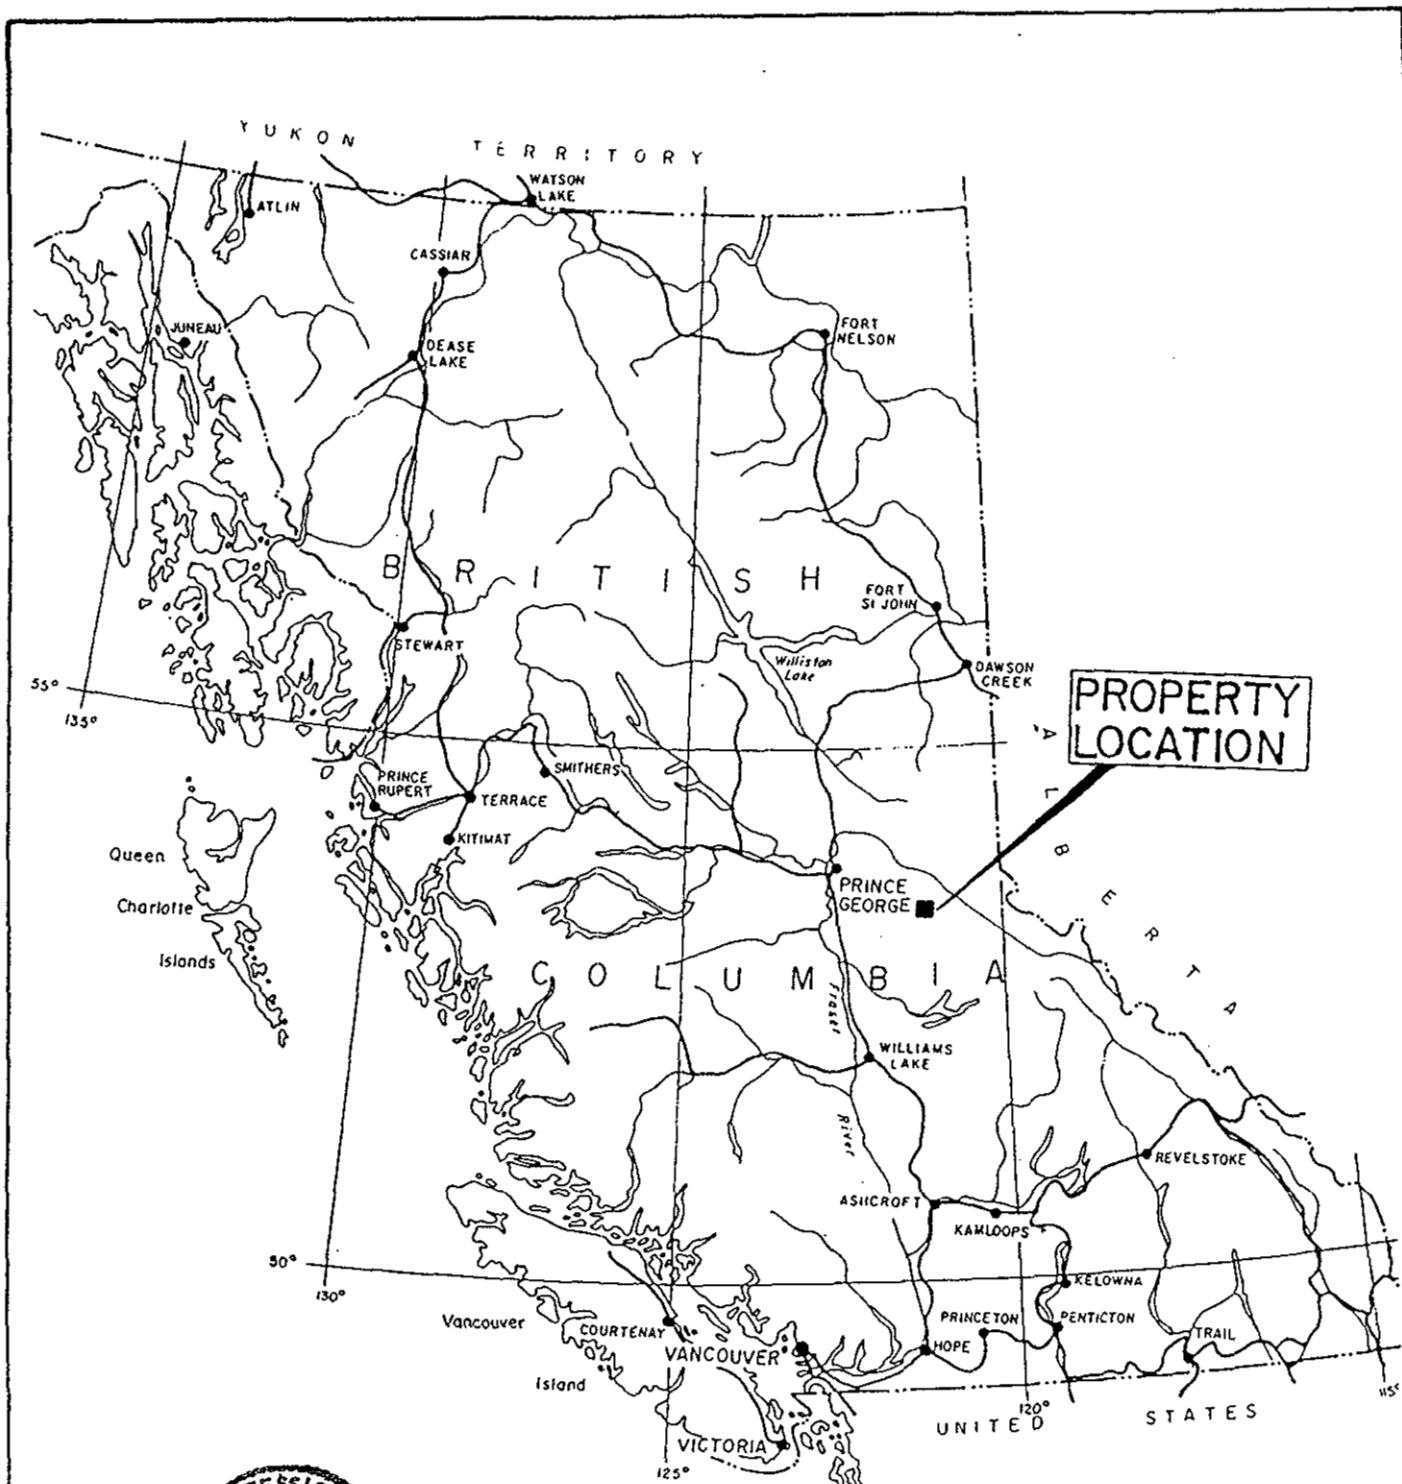 YUKON TERRITORY
WATSON
LAKE
ATLIN
CASSIAR
JUNEAU
DEASE
LAKE
FORT
NELSON
BRITISH
FORT
St JOHN
STEWART
Williston
Lake
DAWSON
CREEK
PROPERTY
LOCATION
55°
135°
ALBERTA
PRINCE
RUPERT
SMITHERS
TERRACE
KITIMAT
Queen
Charlotte
Islands
PRINCE
GEORGE
COLUMBIA
Fraser
River
WILLIAMS
LAKE
REVELSTOKE
ASHCROFT
KAMLOOPS
50°
130°
KELOWNA
Vancouver
Island
COURTENAY
VANCOUVER
PRINCETON
PENTICTON
HOPE
TRAIL
115°
120°
UNITED STATES
VICTORIA
125°